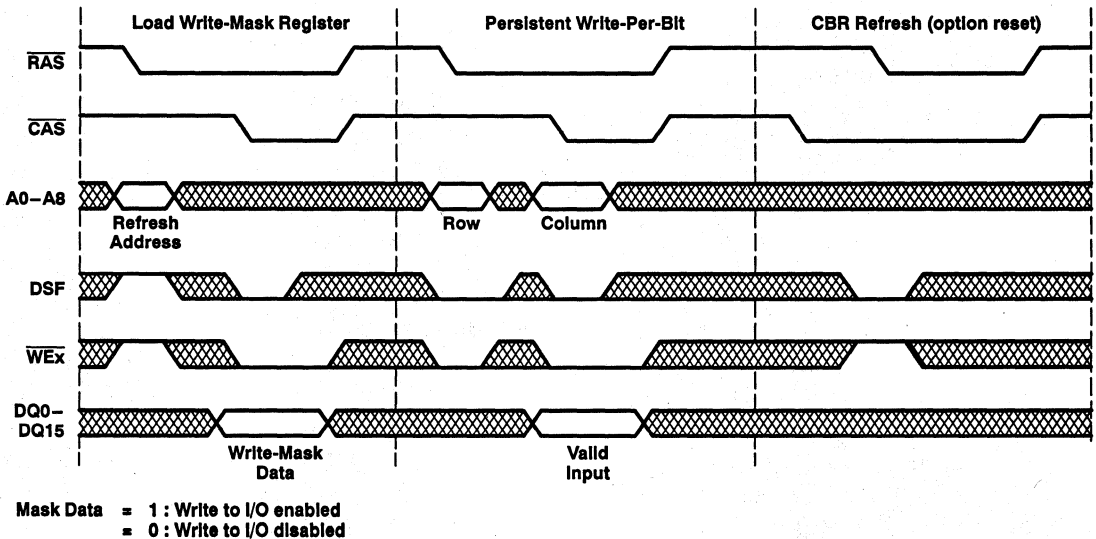 Load Write-Mask Register Persistent Write-Per-Bit CBR Refresh (option reset)
RAS
CAS
A0–A8
Refresh Row Column
Address
DSF
WEx
DQ0–
DQ15
Write-Mask Valid
Data Input
Mask Data = 1 : Write to I/O enabled
= 0 : Write to I/O disabled